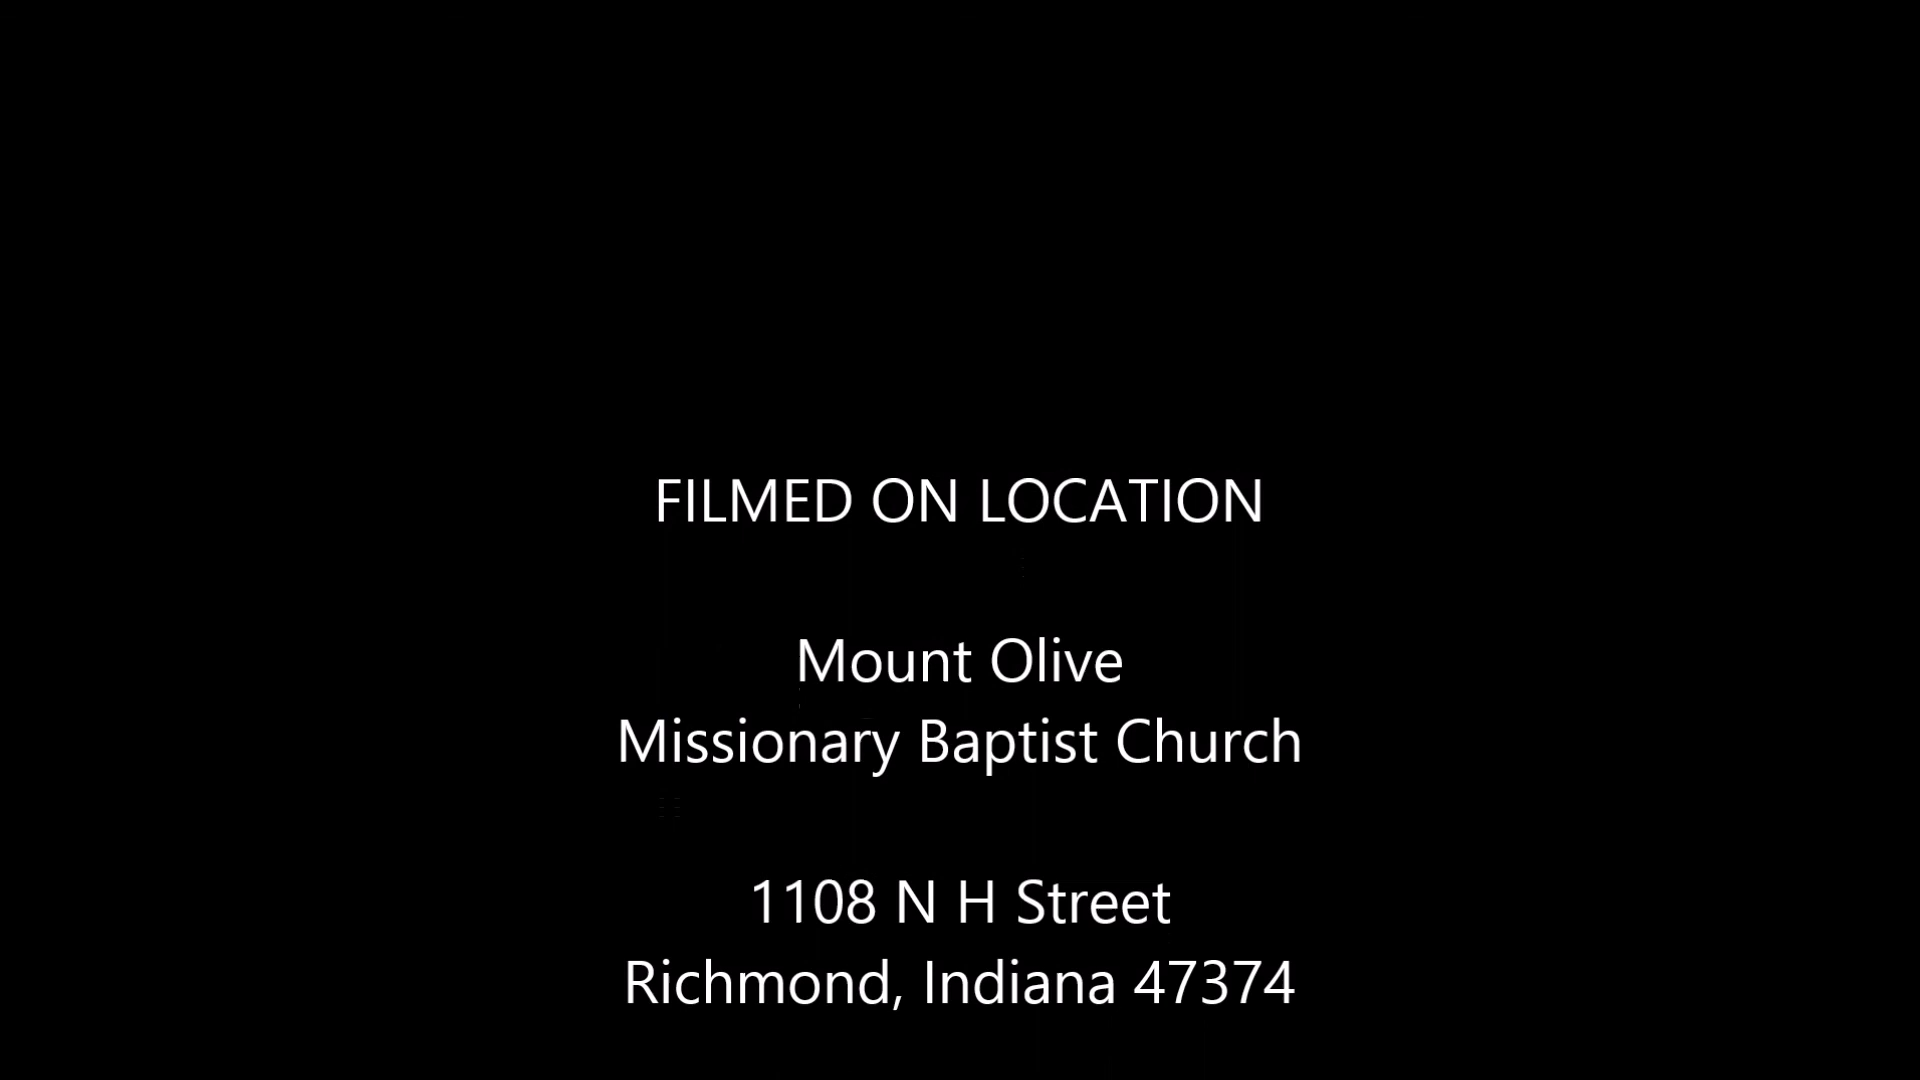 FILMED ON LOCATION
Mount Olive
Missionary Baptist Church
1108 N H Street
Richmond, Indiana 47374